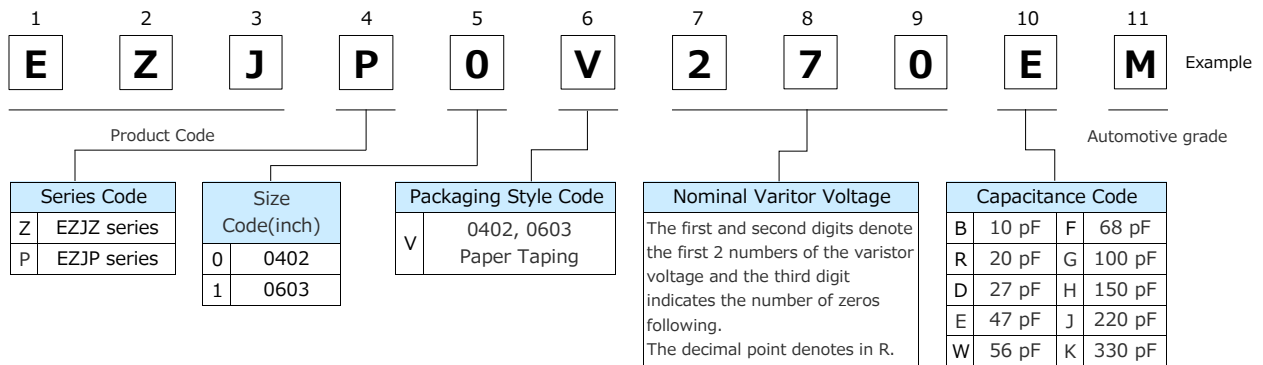 1 2 3 4 5 6 7 8 9 10 11
E Z J P 0 V 2 7 0 E M Example
Product Code
Automotive grade
Series Code
Z EZJZ series
P EZJP series
Size
Code(inch)
0 0402
1 0603
Packaging Style Code
V
0402, 0603
Paper Taping
Nominal Varitor Voltage
The first and second digits denote
the first 2 numbers of the varistor
voltage and the third digit
indicates the number of zeros
following.
The decimal point denotes in R.
Capacitance Code
B 10 pF F 68 pF
R 20 pF G 100 pF
D 27 pF H 150 pF
E 47 pF J 220 pF
W 56 pF K 330 pF